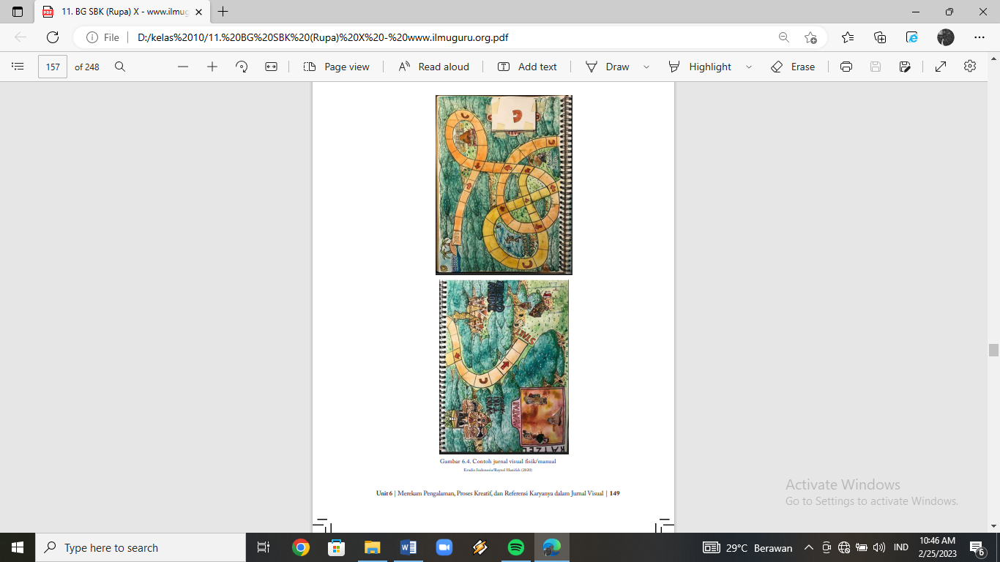 11. BG SBK (Rupa) X - www.ilmug
File
D:/kelas%2010/11.%20BG%20SBK%20(Rupa)%20X%20-%20www.ilmuguru.org.pdf
157 of 248
Page view
Read aloud
Add text
Draw
Highlight
Erase
START
AVATAR
Gambar 6.4. Contoh jurnal visual fisik/manual
Unit 6 | Merekam Pengalaman, Proses Kreatif, dan Referensi Karyanya dalam Jurnal Visual | 149
Activate Windows
Go to Settings to activate Windows.
Type here to search
29°C Berawan
IND
10:46 AM
2/25/2023
6